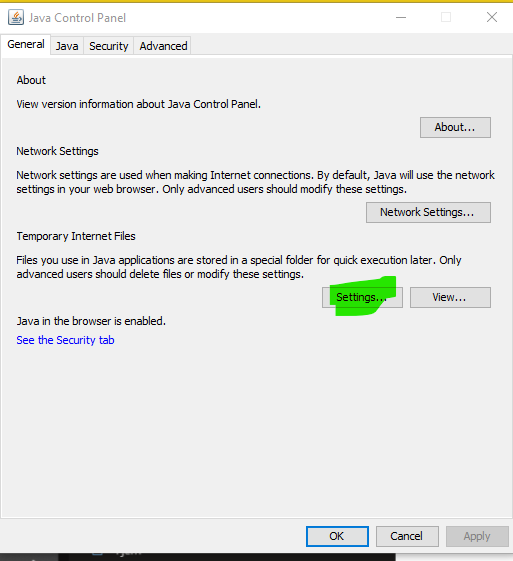 Java Control Panel
General Java Security Advanced
About
View version information about Java Control Panel.
About...
Network Settings
Network settings are used when making Internet connections. By default, Java will use the network
settings in your web browser. Only advanced users should modify these settings.
Network Settings...
Temporary Internet Files
Files you use in Java applications are stored in a special folder for quick execution later. Only
advanced users should delete files or modify these settings.
Settings... View...
Java in the browser is enabled.
See the Security tab
OK Cancel Apply